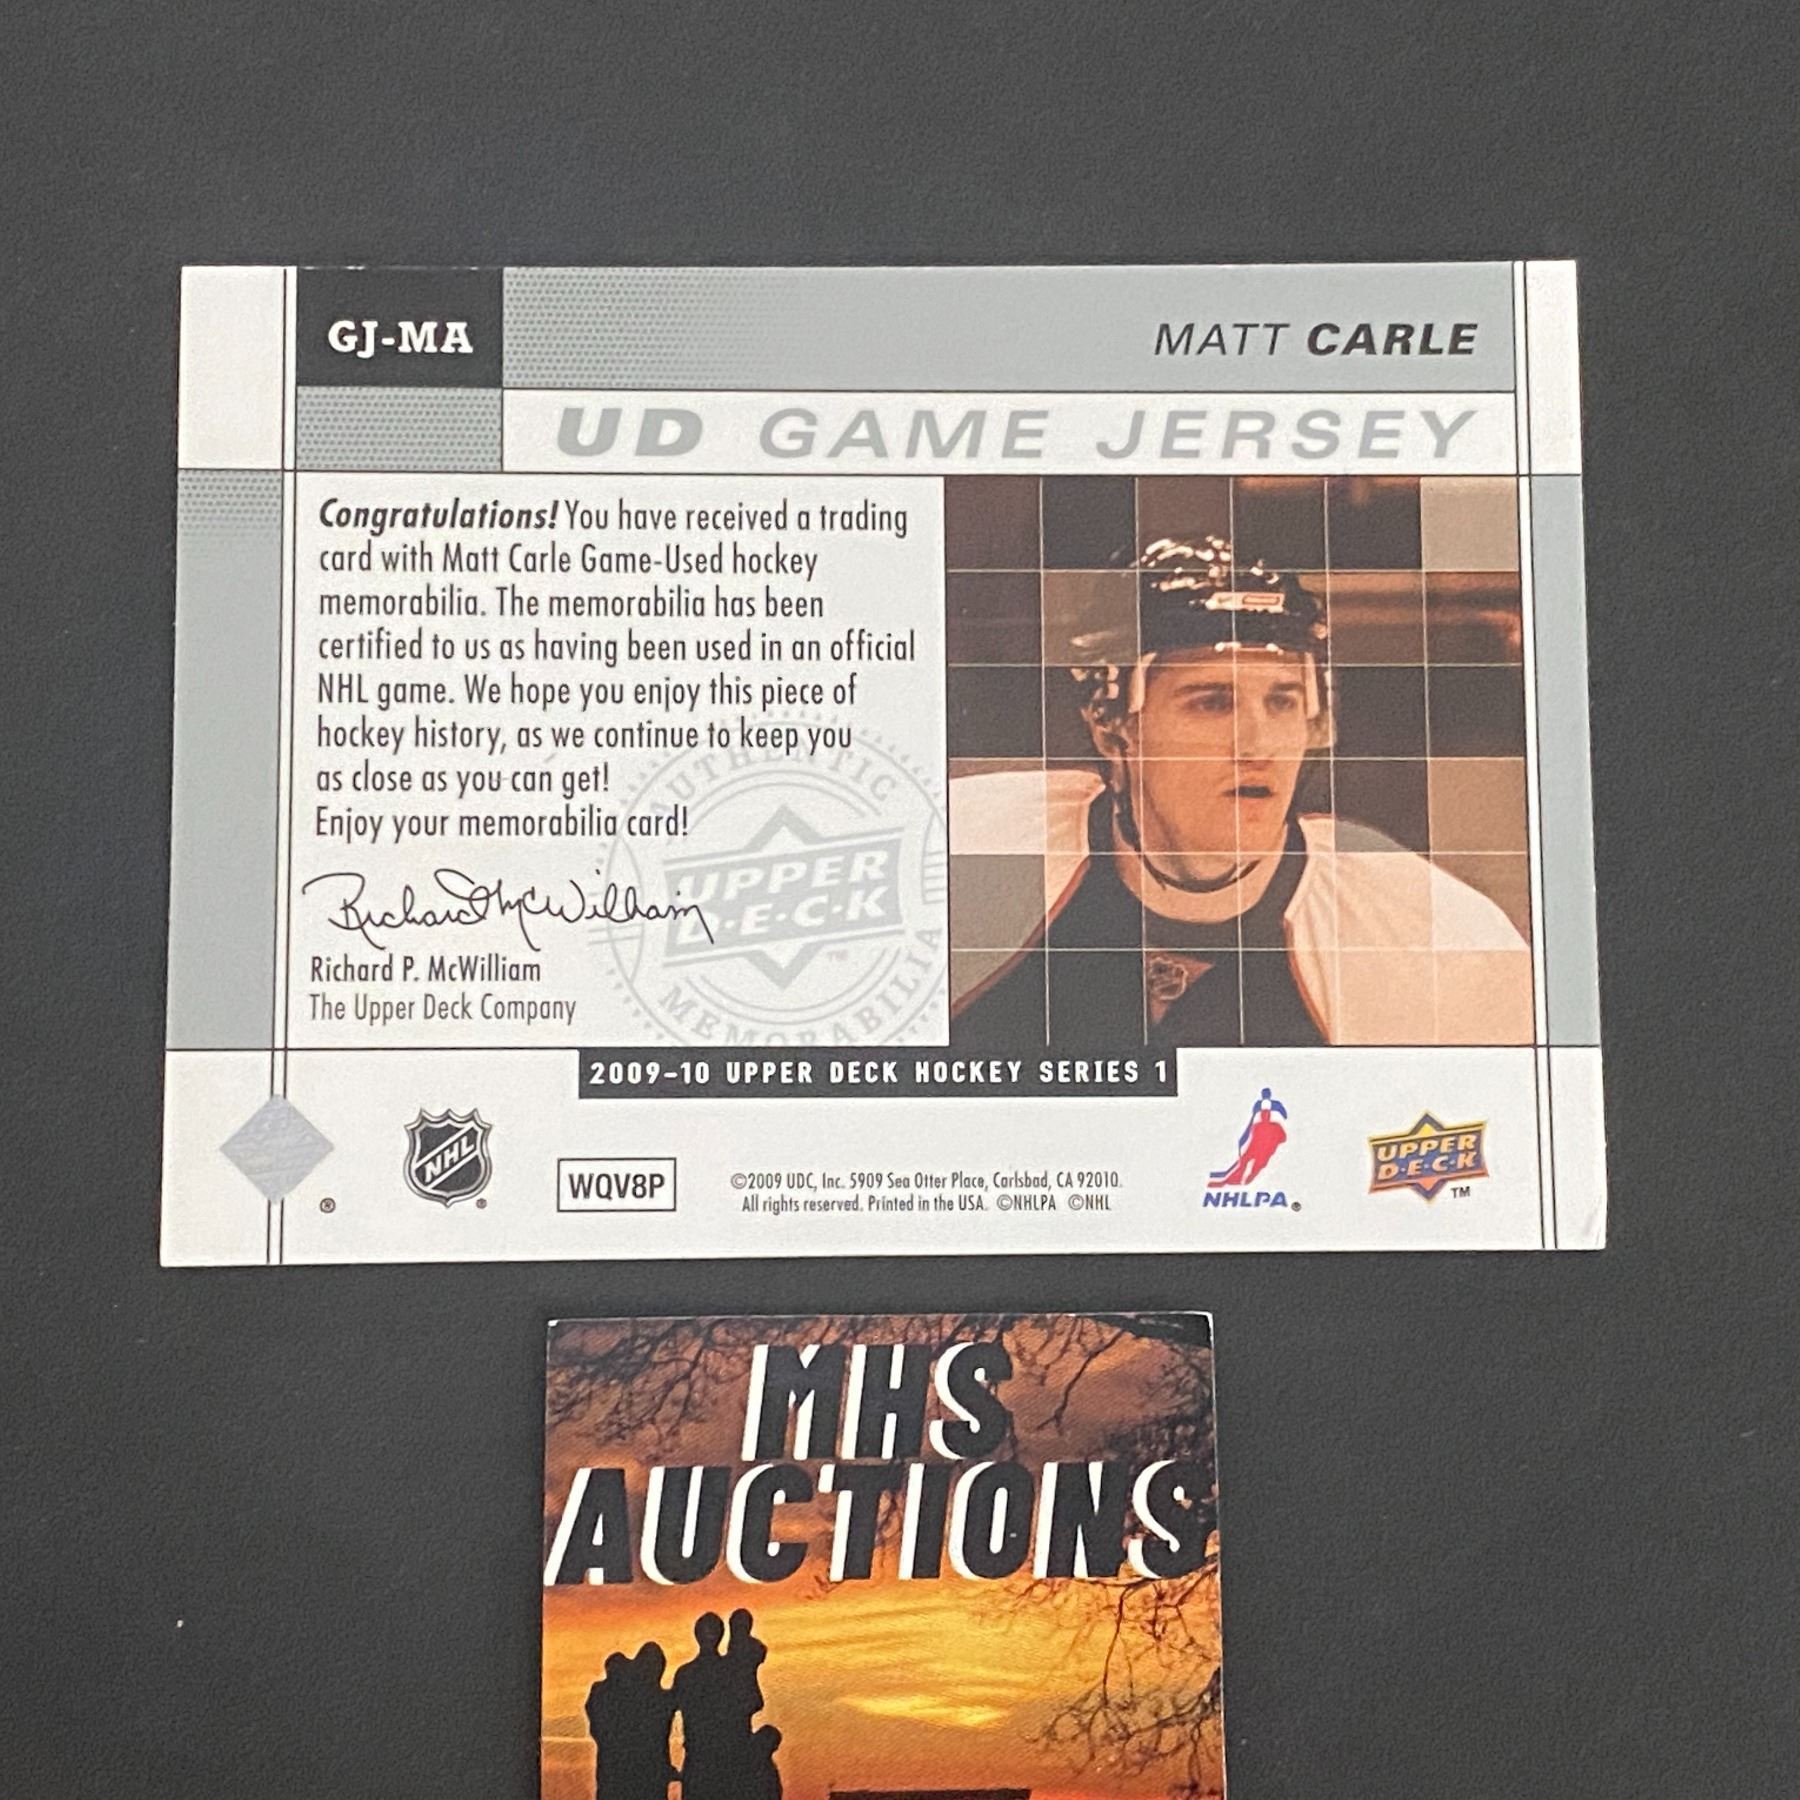 GJ-MA
MATT CARLE
UD GAME JERSEY
Congratulations! You have received a trading
card with Matt Carle Game-Used hockey
memorabilia. The memorabilia has been
certified to us as having been used in an official
NHL game. We hope you enjoy this piece of
hockey history, as we continue to keep you
as close as you can get!
Enjoy your memorabilia card!
AUTHENTIC
UPPER
D·E·C·K
TM
MEMORABILIA
Richard McWilliam
Richard P. McWilliam
The Upper Deck Company
2009-10 UPPER DECK HOCKEY SERIES 1
®
NHL
®
WQV8P
©2009 UDC, Inc. 5909 Sea Otter Place, Carlsbad, CA 92010.
All rights reserved. Printed in the USA. ©NHLPA ©NHL
NHLPA®
UPPER
D·E·C·K
TM
MHS
AUCTIONS